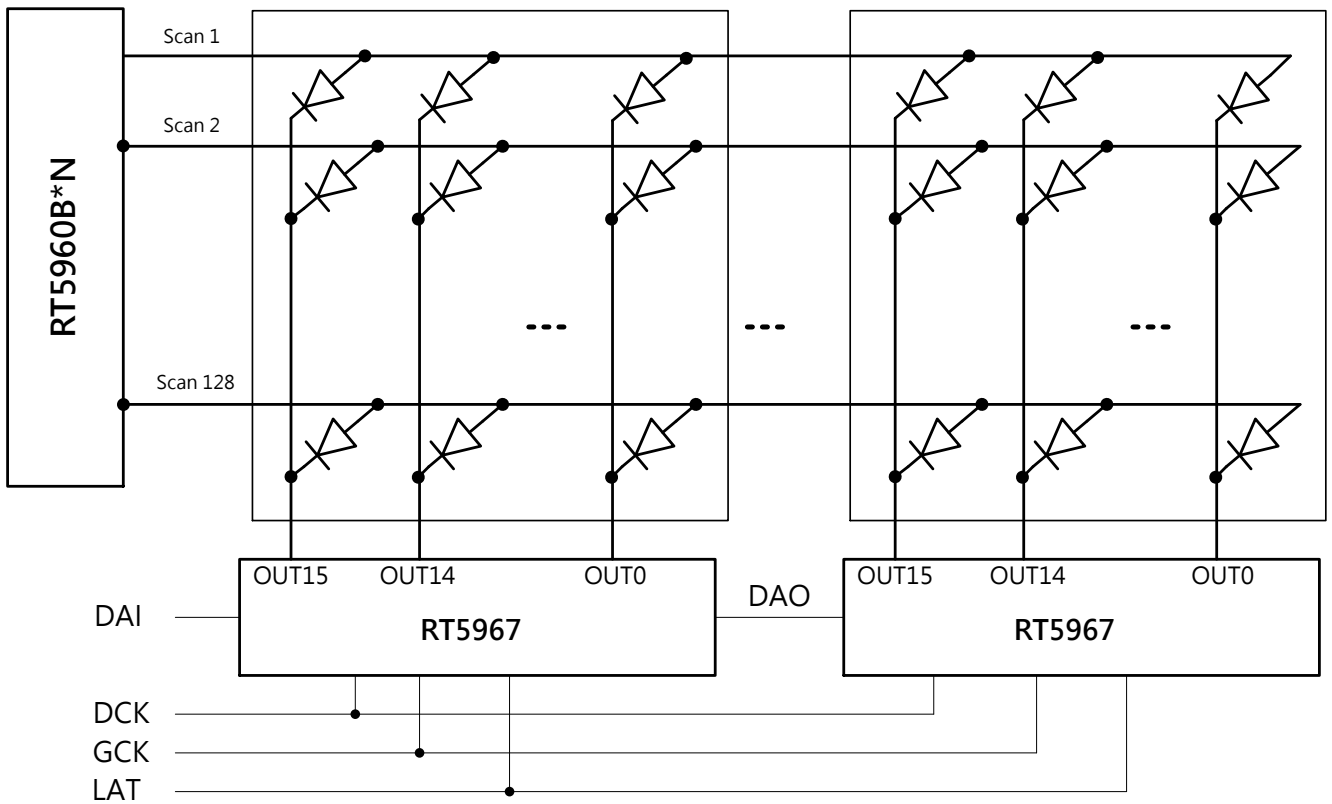 Scan 1
Scan 2
RT5960B*N
Scan 128
OUT15 OUT14 OUT0 OUT15 OUT14 OUT0
DAI RT5967 DAO RT5967
DCK
GCK
LAT